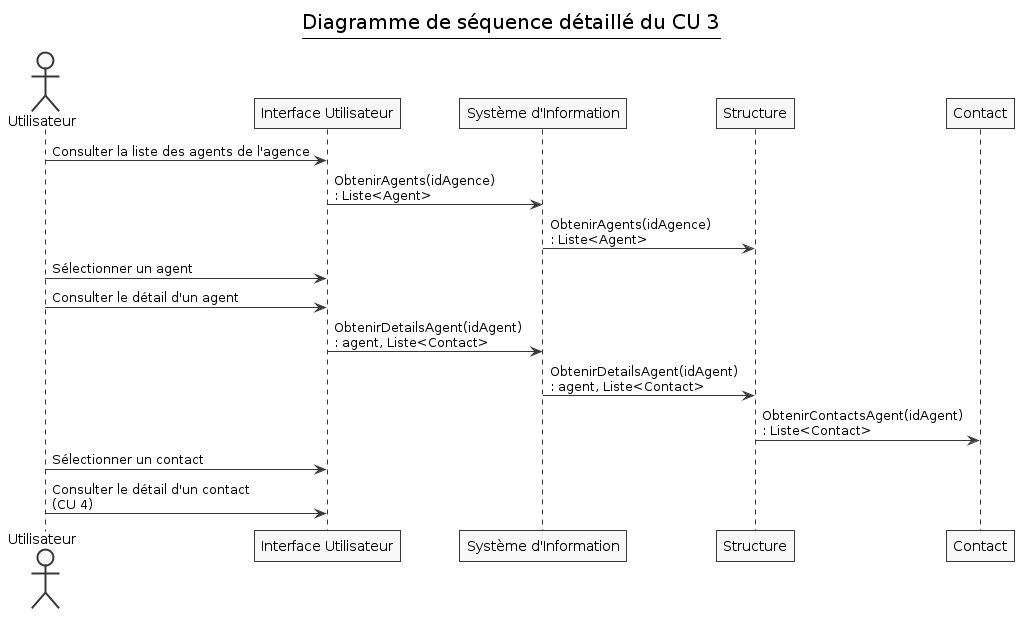 Diagramme de séquence détaillé du CU 3
Utilisateur
Interface Utilisateur
Système d'Information
Structure
Contact
Consulter la liste des agents de l'agence
ObtenirAgents(idAgence)
: Liste<Agent>
ObtenirAgents(idAgence)
: Liste<Agent>
Sélectionner un agent
Consulter le détail d'un agent
ObtenirDetailsAgent(idAgent)
: agent, Liste<Contact>
ObtenirDetailsAgent(idAgent)
: agent, Liste<Contact>
ObtenirContactsAgent(idAgent)
: Liste<Contact>
Sélectionner un contact
Consulter le détail d'un contact
(CU 4)
Utilisateur
Interface Utilisateur
Système d'Information
Structure
Contact